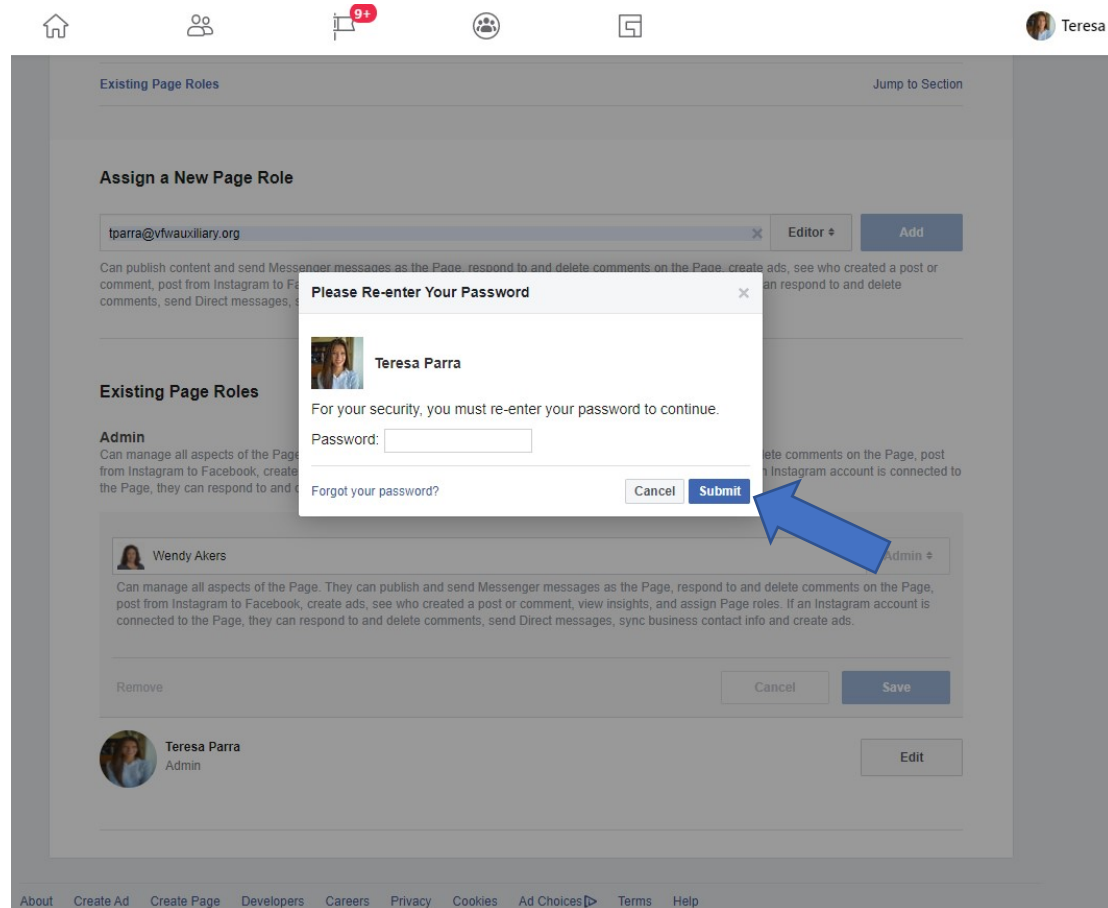 9+
Teresa
Existing Page Roles Jump to Section
Assign a New Page Role
tparra@vfwauxiliary.org Editor Add
Can publish content and send Messenger messages as the Page, respond to and delete comments on the Page, create ads, see who created a post or
comment, post from Instagram to Fa an respond to and delete
comments, send Direct messages, s
Please Re-enter Your Password
Teresa Parra
For your security, you must re-enter your password to continue.
Password:
Forgot your password? Cancel Submit
Existing Page Roles
Admin
Can manage all aspects of the Page ete comments on the Page, post
from Instagram to Facebook, create Instagram account is connected to
the Page, they can respond to and
Wendy Akers Admin
Can manage all aspects of the Page. They can publish and send Messenger messages as the Page, respond to and delete comments on the Page,
post from Instagram to Facebook, create ads, see who created a post or comment, view insights, and assign Page roles. If an Instagram account is
connected to the Page, they can respond to and delete comments, send Direct messages, sync business contact info and create ads.
Remove Cancel Save
Teresa Parra
Admin Edit
About Create Ad Create Page Developers Careers Privacy Cookies Ad Choices Terms Help